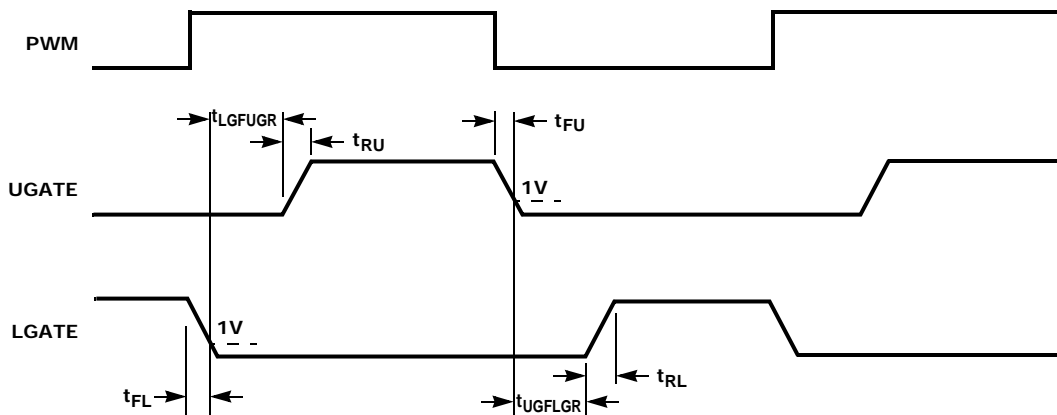 PWM
tLGFUGR
tFU
tRU
1V
UGATE
1V
LGATE
tRL
tFL
tUGFLGR